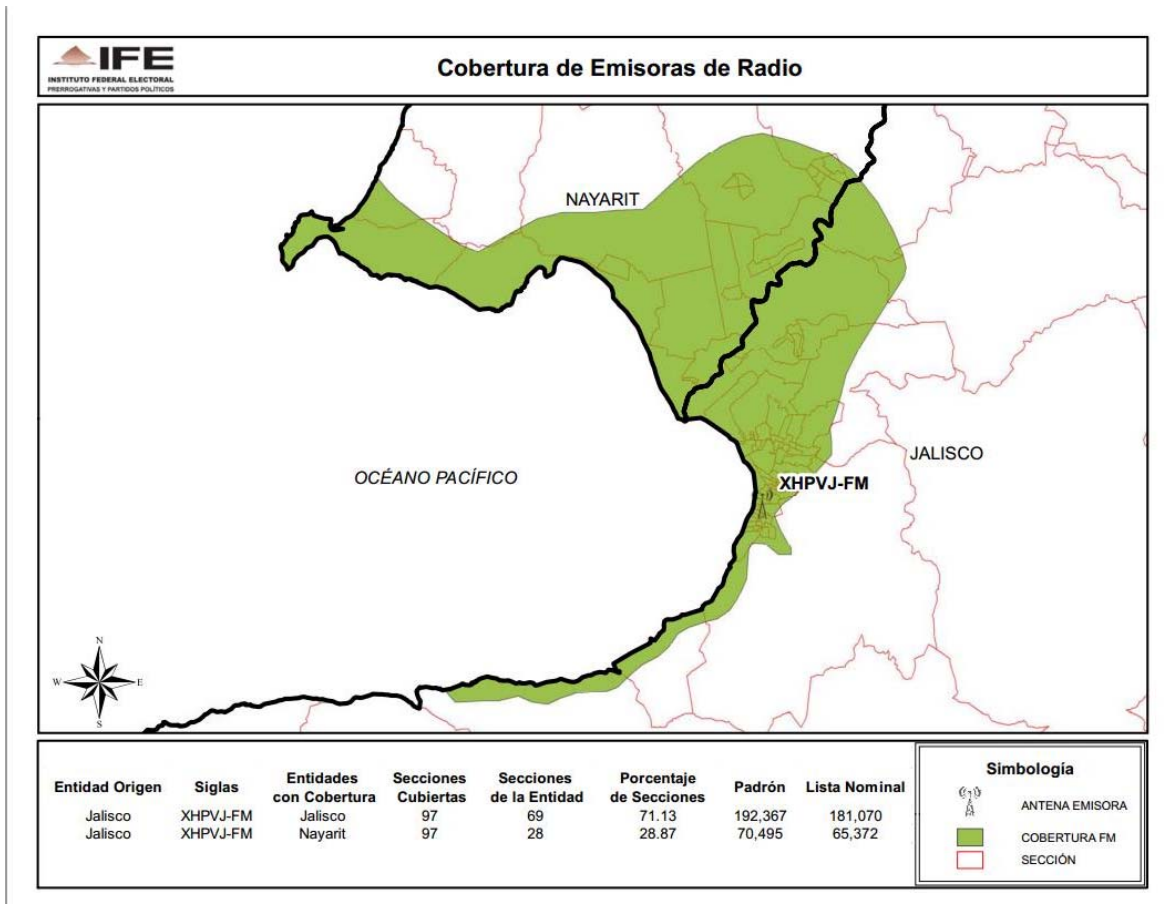 IFE
INSTITUTO FEDERAL ELECTORAL
PRERROGATIVAS Y PARTIDOS POLÍTICOS
Cobertura de Emisoras de Radio
NAYARIT
JALISCO
OCÉANO PACÍFICO
XHPVJ-FM
N
W E
S
Entidad Origen Siglas Entidades con Cobertura Secciones Cubiertas Secciones de la Entidad Porcentaje de Secciones Padrón Lista Nominal
Jalisco XHPVJ-FM Jalisco 97 69 71.13 192,367 181,070
Jalisco XHPVJ-FM Nayarit 97 28 28.87 70,495 65,372
Simbología
ANTENA EMISORA
COBERTURA FM
SECCIÓN